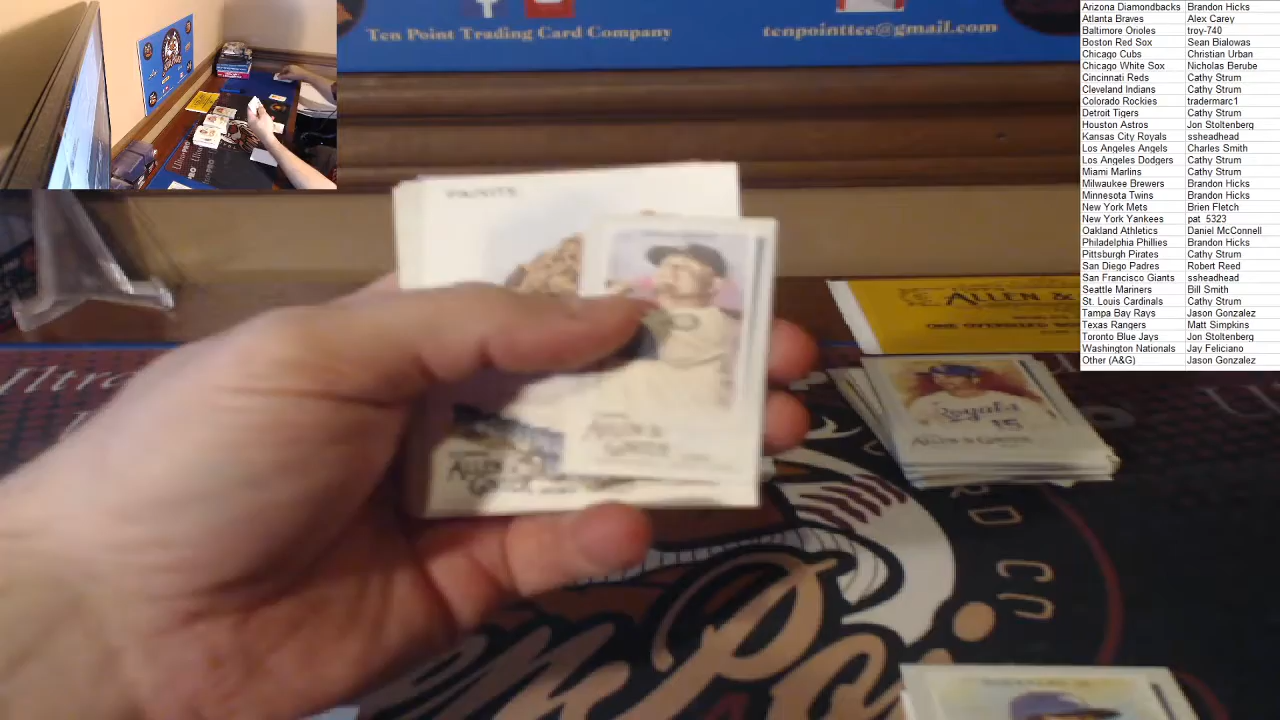 Ten Point Trading Card Company
tenpointtcc@gmail.com
Arizona Diamondbacks Brandon Hicks
Atlanta Braves Alex Carey
Baltimore Orioles troy-740
Boston Red Sox Sean Bialowas
Chicago Cubs Christian Urban
Chicago White Sox Nicholas Berube
Cincinnati Reds Cathy Strum
Cleveland Indians Cathy Strum
Colorado Rockies tradermarc1
Detroit Tigers Cathy Strum
Houston Astros Jon Stoltenberg
Kansas City Royals ssheadhead
Los Angeles Angels Charles Smith
Los Angeles Dodgers Cathy Strum
Miami Marlins Cathy Strum
Milwaukee Brewers Brandon Hicks
Minnesota Twins Brandon Hicks
New York Mets Brien Fletch
New York Yankees pat_5323
Oakland Athletics Daniel McConnell
Philadelphia Phillies Brandon Hicks
Pittsburgh Pirates Cathy Strum
San Diego Padres Robert Reed
San Francisco Giants ssheadhead
Seattle Mariners Bill Smith
St. Louis Cardinals Cathy Strum
Tampa Bay Rays Jason Gonzalez
Texas Rangers Matt Simpkins
Toronto Blue Jays Jon Stoltenberg
Washington Nationals Jay Feliciano
Other (A&G) Jason Gonzalez
ALLEN &
Royals
15
ALLEN & GINTER
ALLEN &
GINTER
ALLEN &
GINTER
Ultra